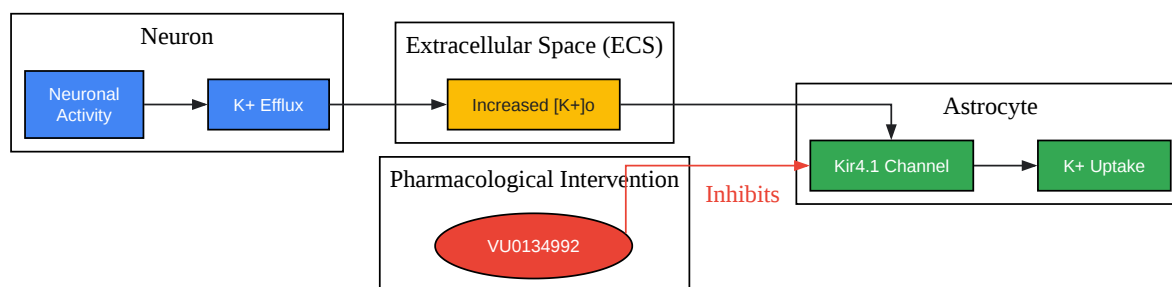 Neuron
Neuronal
Activity
K+ Efflux
Extracellular Space (ECS)
Increased [K+]o
Astrocyte
Kir4.1 Channel
K+ Uptake
Pharmacological Intervention
VU0134992
Inhibits